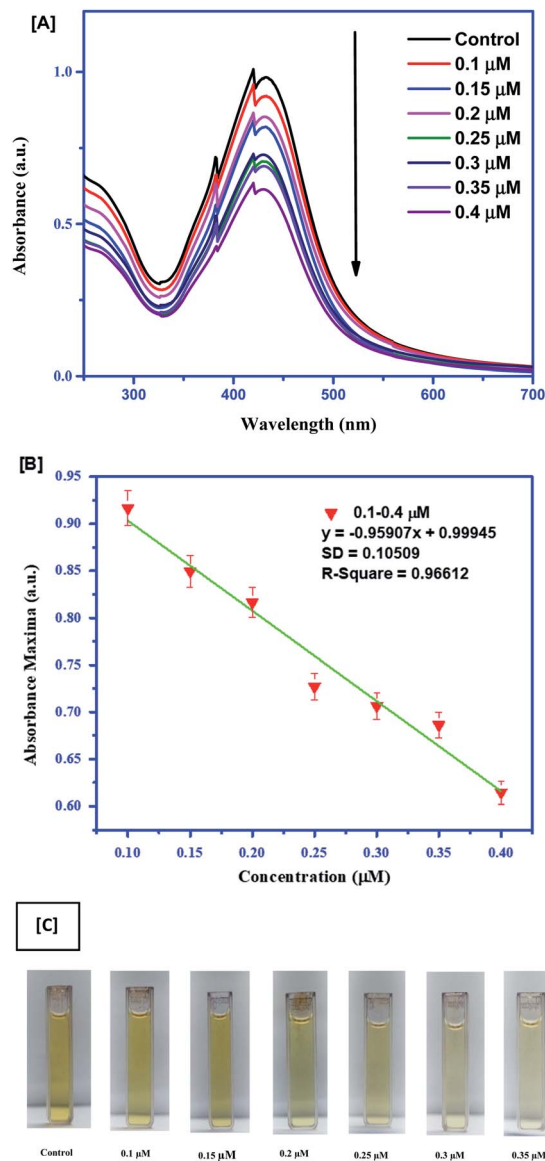 [A]
Control
0.1 μM
0.15 μM
0.2 μM
0.25 μM
0.3 μM
0.35 μM
0.4 μM
1.0
0.5
0.0
Absorbance (a.u.)
300 400 500 600 700
Wavelength (nm)
[B]
0.95
0.90
0.85
0.80
0.75
0.70
0.65
0.60
Absorbance Maxima (a.u.)
0.1-0.4 μM
y = -0.95907x + 0.99945
SD = 0.10509
R-Square = 0.96612
0.10 0.15 0.20 0.25 0.30 0.35 0.40
Concentration (μM)
[C]
Control 0.1 μM 0.15 μM 0.2 μM 0.25 μM 0.3 μM 0.35 μM